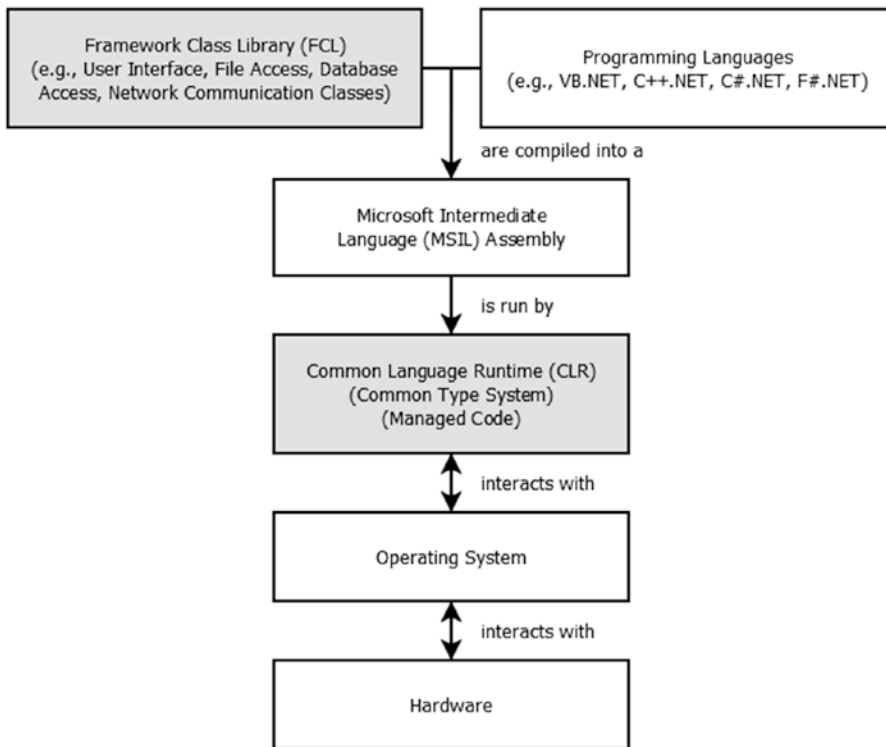 Framework Class Library (FCL)
(e.g., User Interface, File Access, Database
Access, Network Communication Classes)
Programming Languages
(e.g., VB.NET, C++.NET, C#.NET, F#.NET)
are compiled into a
Microsoft Intermediate
Language (MSIL) Assembly
is run by
Common Language Runtime (CLR)
(Common Type System)
(Managed Code)
interacts with
Operating System
interacts with
Hardware